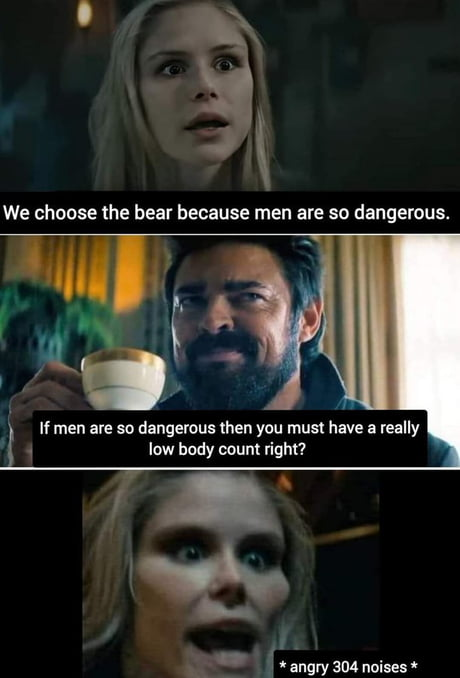 We choose the bear because men are so dangerous.
If men are so dangerous then you must have a really
low body count right?
* angry 304 noises *